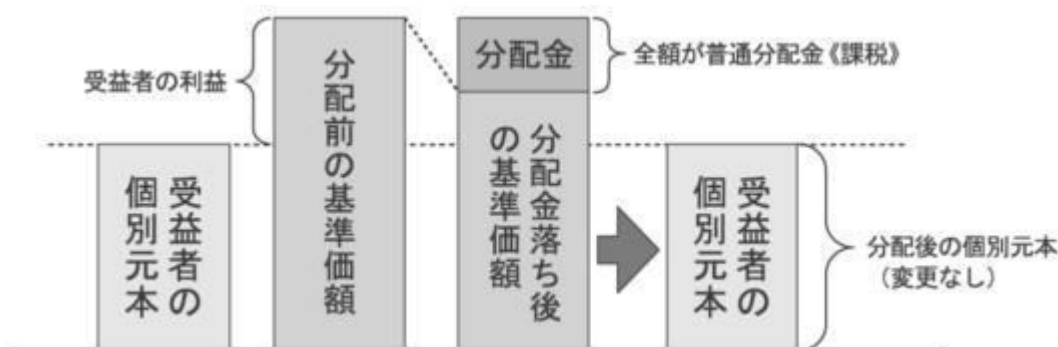 受益者の利益
分配前の基準価額
分配金
全額が普通分配金《課税》
受益者の
個別元本
分配金落ち後
の基準価額
受益者の
個別元本
分配後の個別元本
（変更なし）